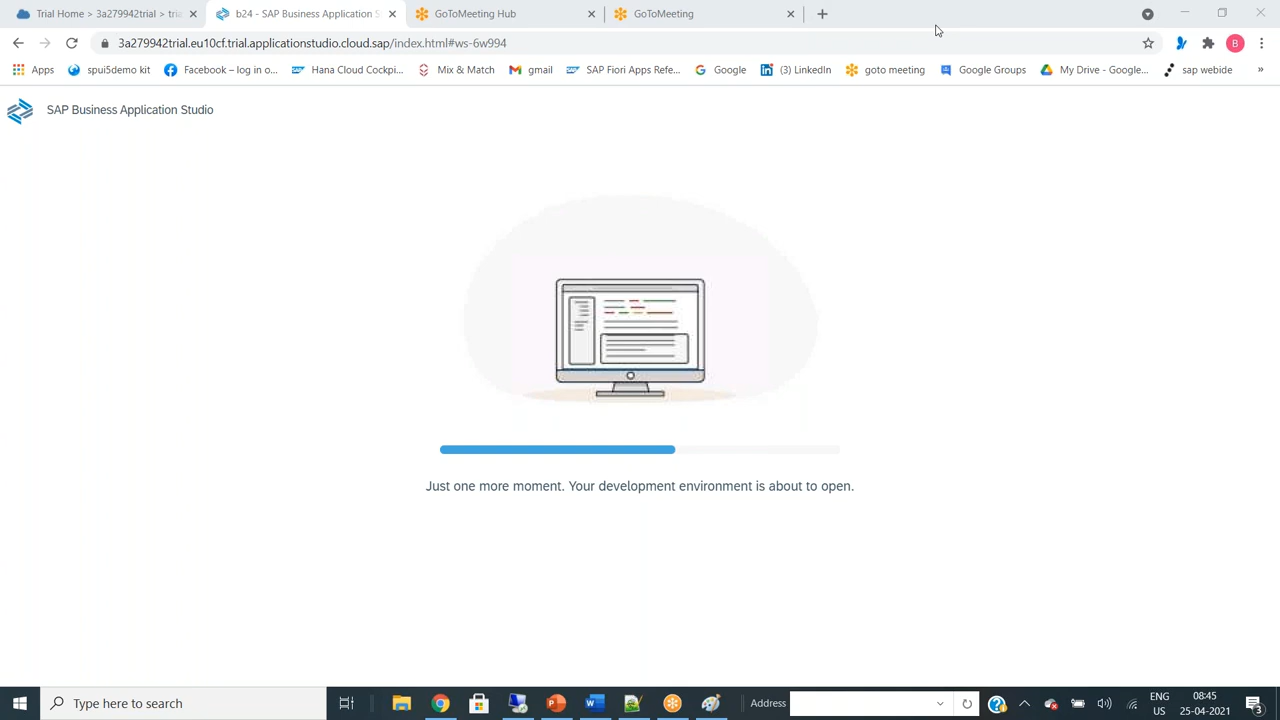 Trial Home > 3a279942trial > tria
b24 - SAP Business Application S
GoToMeeting Hub
GoToMeeting
3a279942trial.eu10cf.trial.applicationstudio.cloud.sap/index.html#ws-6w994
B
Apps
spui5demo kit
Facebook – log in o...
Hana Cloud Cockpi...
Mix & Match
gmail
SAP Fiori Apps Refe...
Google
(3) LinkedIn
goto meeting
Google Groups
My Drive - Google...
sap webide
»
SAP Business Application Studio
Just one more moment. Your development environment is about to open.
Type here to search
Address
ENG
US
08:45
25-04-2021
3